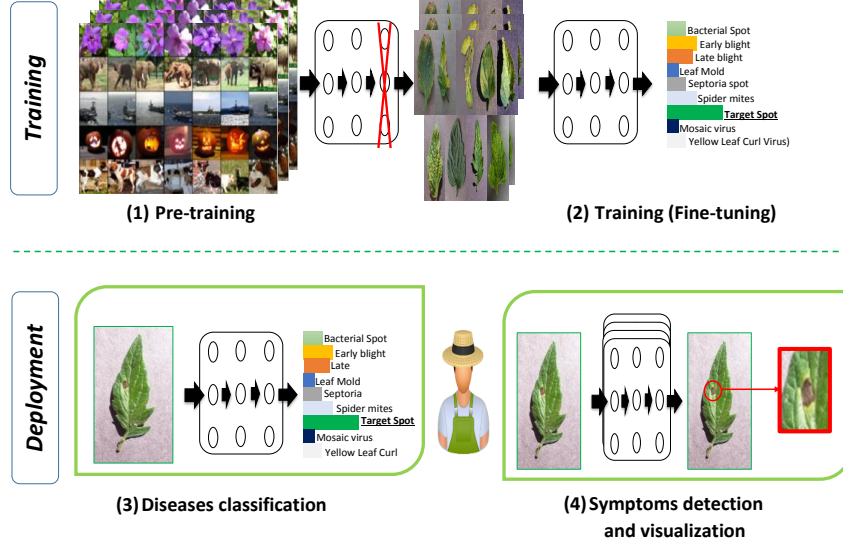 Training
Bacterial Spot
Early blight
Late blight
Leaf Mold
Septoria spot
Spider mites
Target Spot
Mosaic virus
Yellow Leaf Curl Virus)
(1) Pre-training
(2) Training (Fine-tuning)
Deployment
Bacterial Spot
Early blight
Late
Leaf Mold
Septoria
Spider mites
Target Spot
Mosaic virus
Yellow Leaf Curl
(3) Diseases classification
(4) Symptoms detection
and visualization